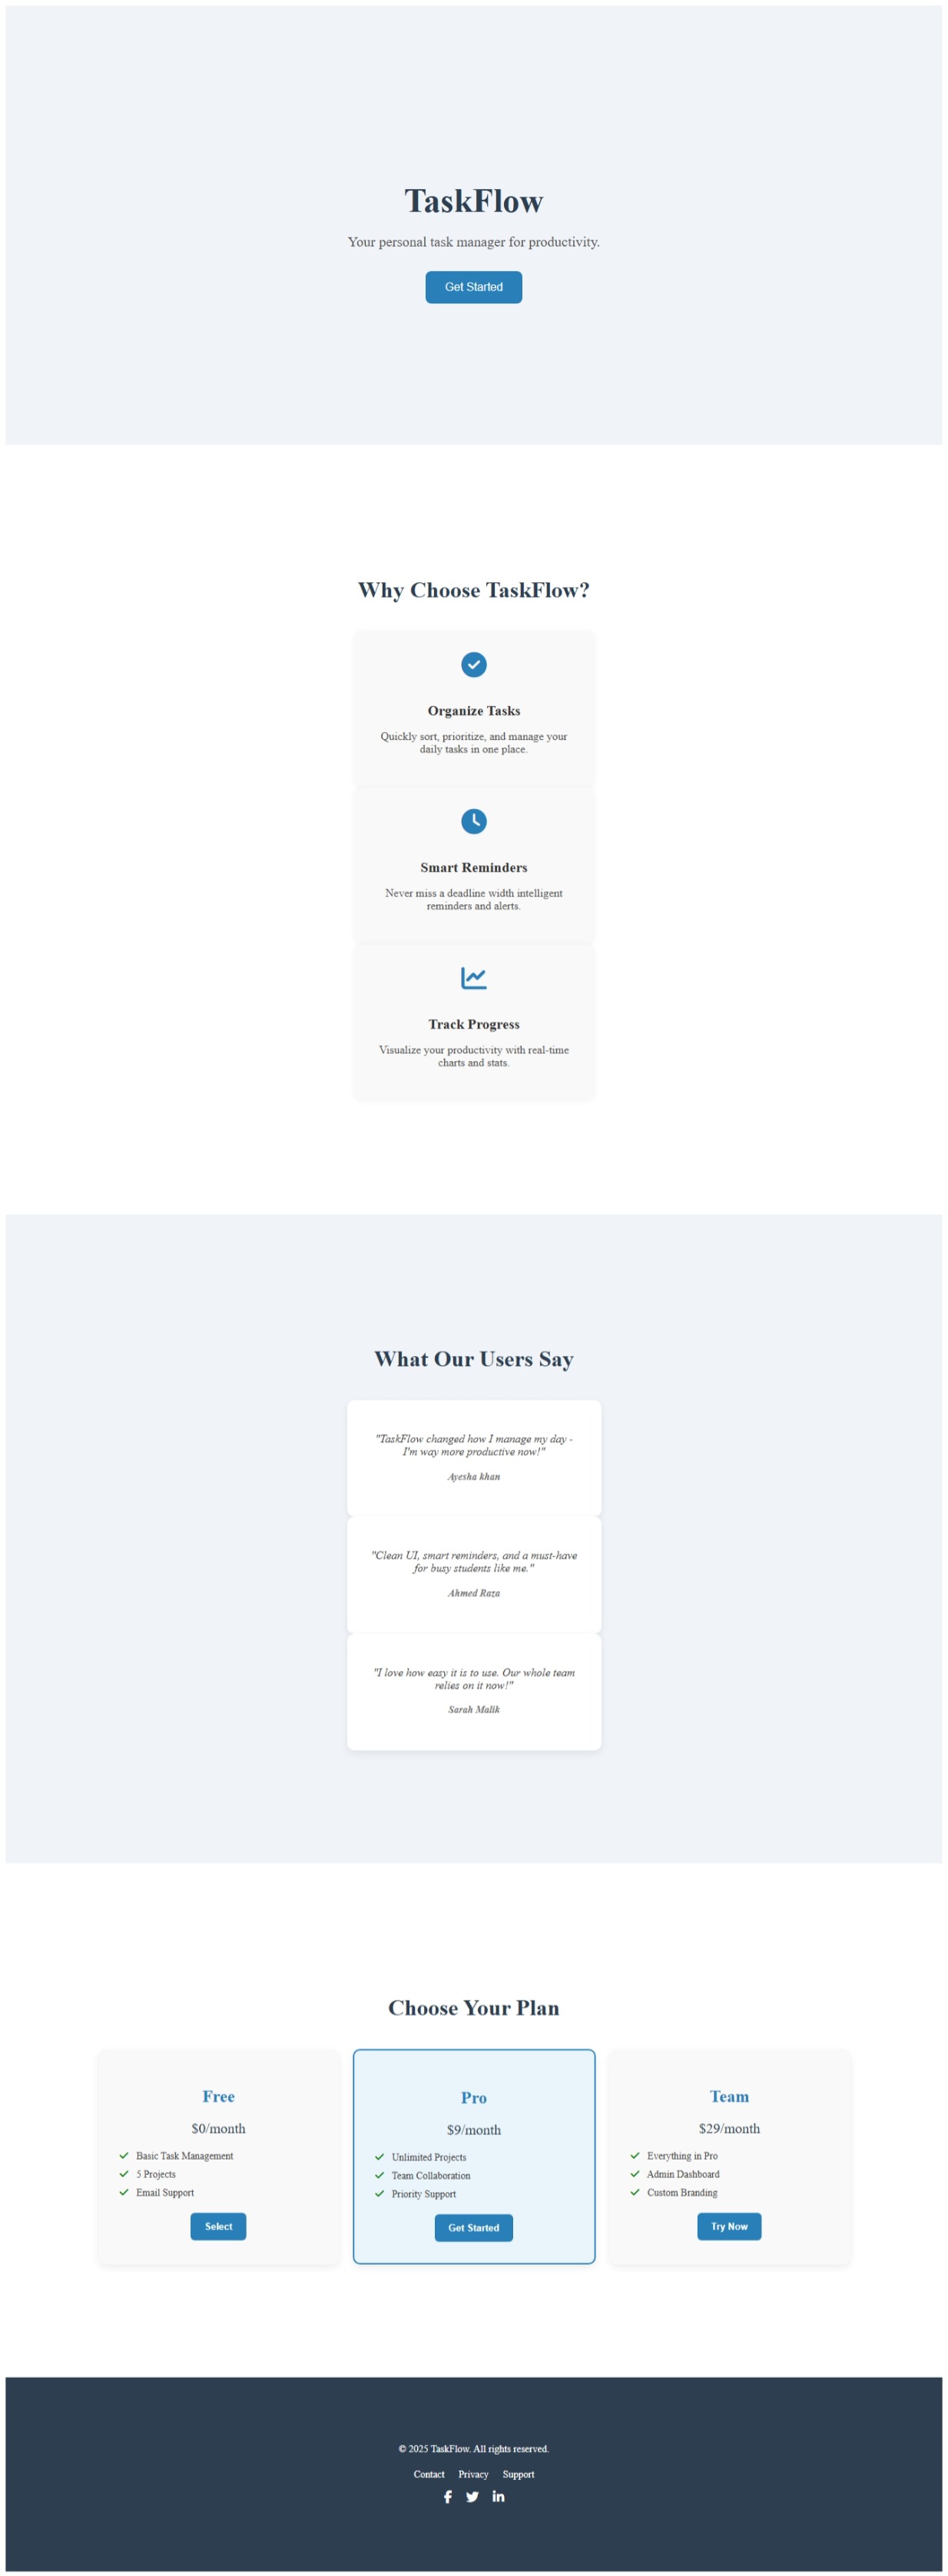 TaskFlow
Your personal task manager for productivity.
Get Started
Why Choose TaskFlow?
Organize Tasks
Quickly sort, prioritize, and manage your
daily tasks in one place.
Smart Reminders
Never miss a deadline width intelligent
reminders and alerts.
Track Progress
Visualize your productivity with real-time
charts and stats.
What Our Users Say
"TaskFlow changed how I manage my day -
I'm way more productive now!"
Ayesha khan
"Clean UI, smart reminders, and a must-have
for busy students like me."
Ahmed Raza
"I love how easy it is to use. Our whole team
relies on it now!"
Sarah Malik
Choose Your Plan
Free
$0/month
Basic Task Management
5 Projects
Email Support
Select
Pro
$9/month
Unlimited Projects
Team Collaboration
Priority Support
Get Started
Team
$29/month
Everything in Pro
Admin Dashboard
Custom Branding
Try Now
© 2025 TaskFlow. All rights reserved.
Contact Privacy Support